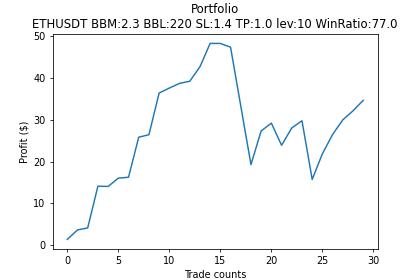 Portfolio
ETHUSDT BBM:2.3 BBL:220 SL:1.4 TP:1.0 lev:10 WinRatio:77.0
50
40
30
20
10
0
Profit ($)
0 5 10 15 20 25 30
Trade counts